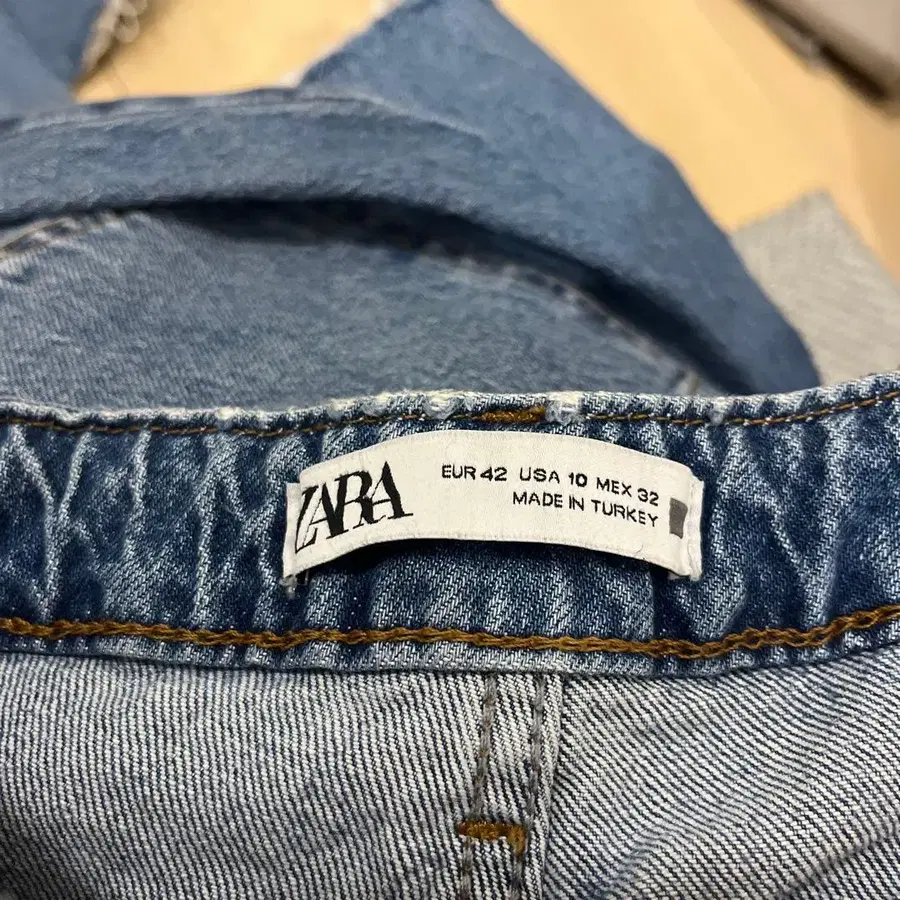 ZARA
EUR 42 USA 10 MEX 32
MADE IN TURKEY